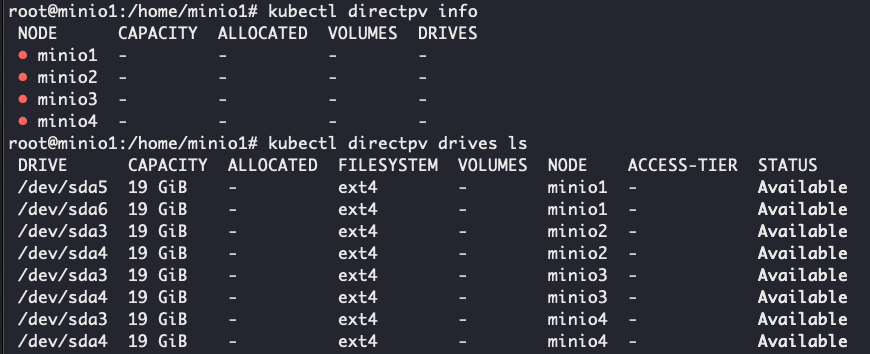 root@minio1:/home/minio1# kubectl directpv info
NODE CAPACITY ALLOCATED VOLUMES DRIVES
• minio1 - - - -
• minio2 - - - -
• minio3 - - - -
• minio4 - - - -
root@minio1:/home/minio1# kubectl directpv drives ls
DRIVE CAPACITY ALLOCATED FILESYSTEM VOLUMES NODE ACCESS-TIER STATUS
/dev/sda5 19 GiB - ext4 - minio1 - Available
/dev/sda6 19 GiB - ext4 - minio1 - Available
/dev/sda3 19 GiB - ext4 - minio2 - Available
/dev/sda4 19 GiB - ext4 - minio2 - Available
/dev/sda3 19 GiB - ext4 - minio3 - Available
/dev/sda4 19 GiB - ext4 - minio3 - Available
/dev/sda3 19 GiB - ext4 - minio4 - Available
/dev/sda4 19 GiB - ext4 - minio4 - Available